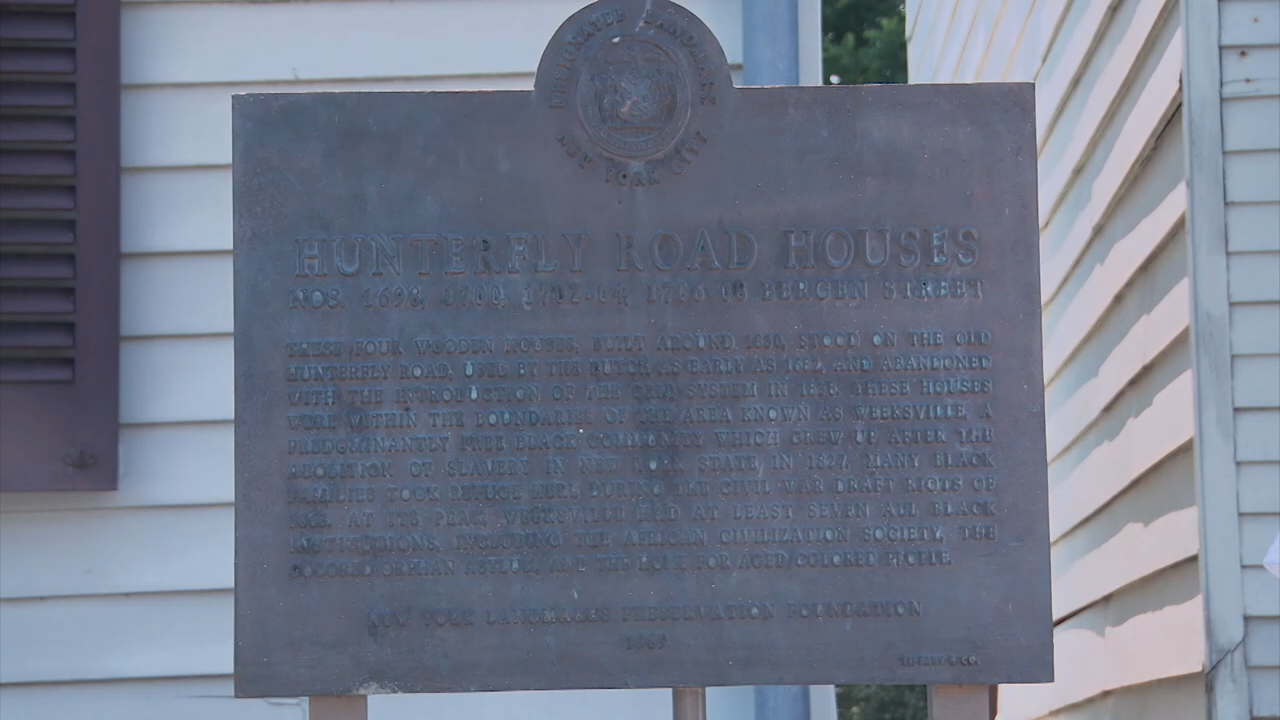 DESIGNATED LANDMARK
NEW YORK CITY
HUNTERFLY ROAD HOUSES
NOS. 1698, 1700, 1702-04, 1706-08 BERGEN STREET
THESE FOUR WOODEN HOUSES, BUILT AROUND 1830, STOOD ON THE OLD
HUNTERFLY ROAD, USED BY THE DUTCH AS EARLY AS 1662, AND ABANDONED
WITH THE INTRODUCTION OF THE GRID SYSTEM IN 1838. THESE HOUSES
WERE WITHIN THE BOUNDARIES OF THE AREA KNOWN AS WEEKSVILLE, A
PREDOMINANTLY FREE BLACK COMMUNITY WHICH GREW UP AFTER THE
ABOLITION OF SLAVERY IN NEW YORK STATE IN 1827. MANY BLACK
FAMILIES TOOK REFUGE HERE DURING THE CIVIL WAR DRAFT RIOTS OF
1863. AT ITS PEAK, WEEKSVILLE HAD AT LEAST SEVEN ALL BLACK
INSTITUTIONS, INCLUDING THE AFRICAN CIVILIZATION SOCIETY, THE
ORPHAN ASYLUM, AND THE HOME FOR AGED COLORED PEOPLE.
NEW YORK LANDMARKS PRESERVATION FOUNDATION